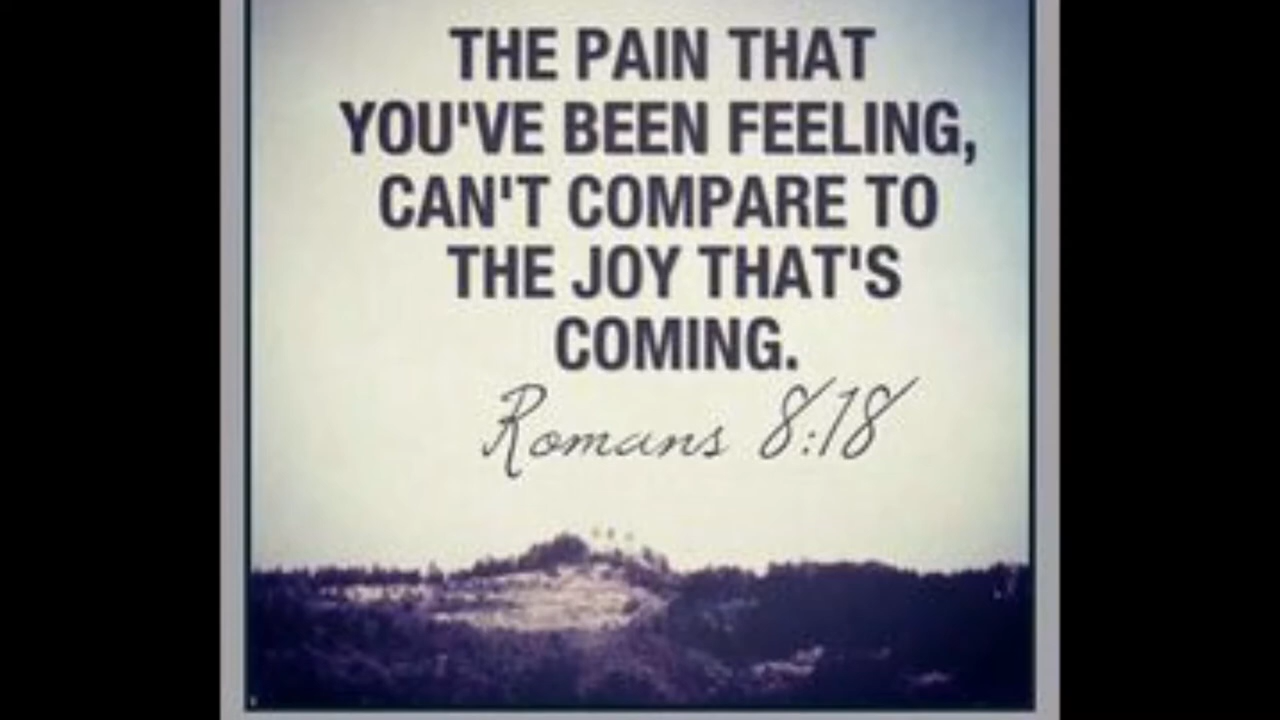 THE PAIN THAT
YOU'VE BEEN FEELING,
CAN'T COMPARE TO
THE JOY THAT'S
COMING.
Romans 8:18